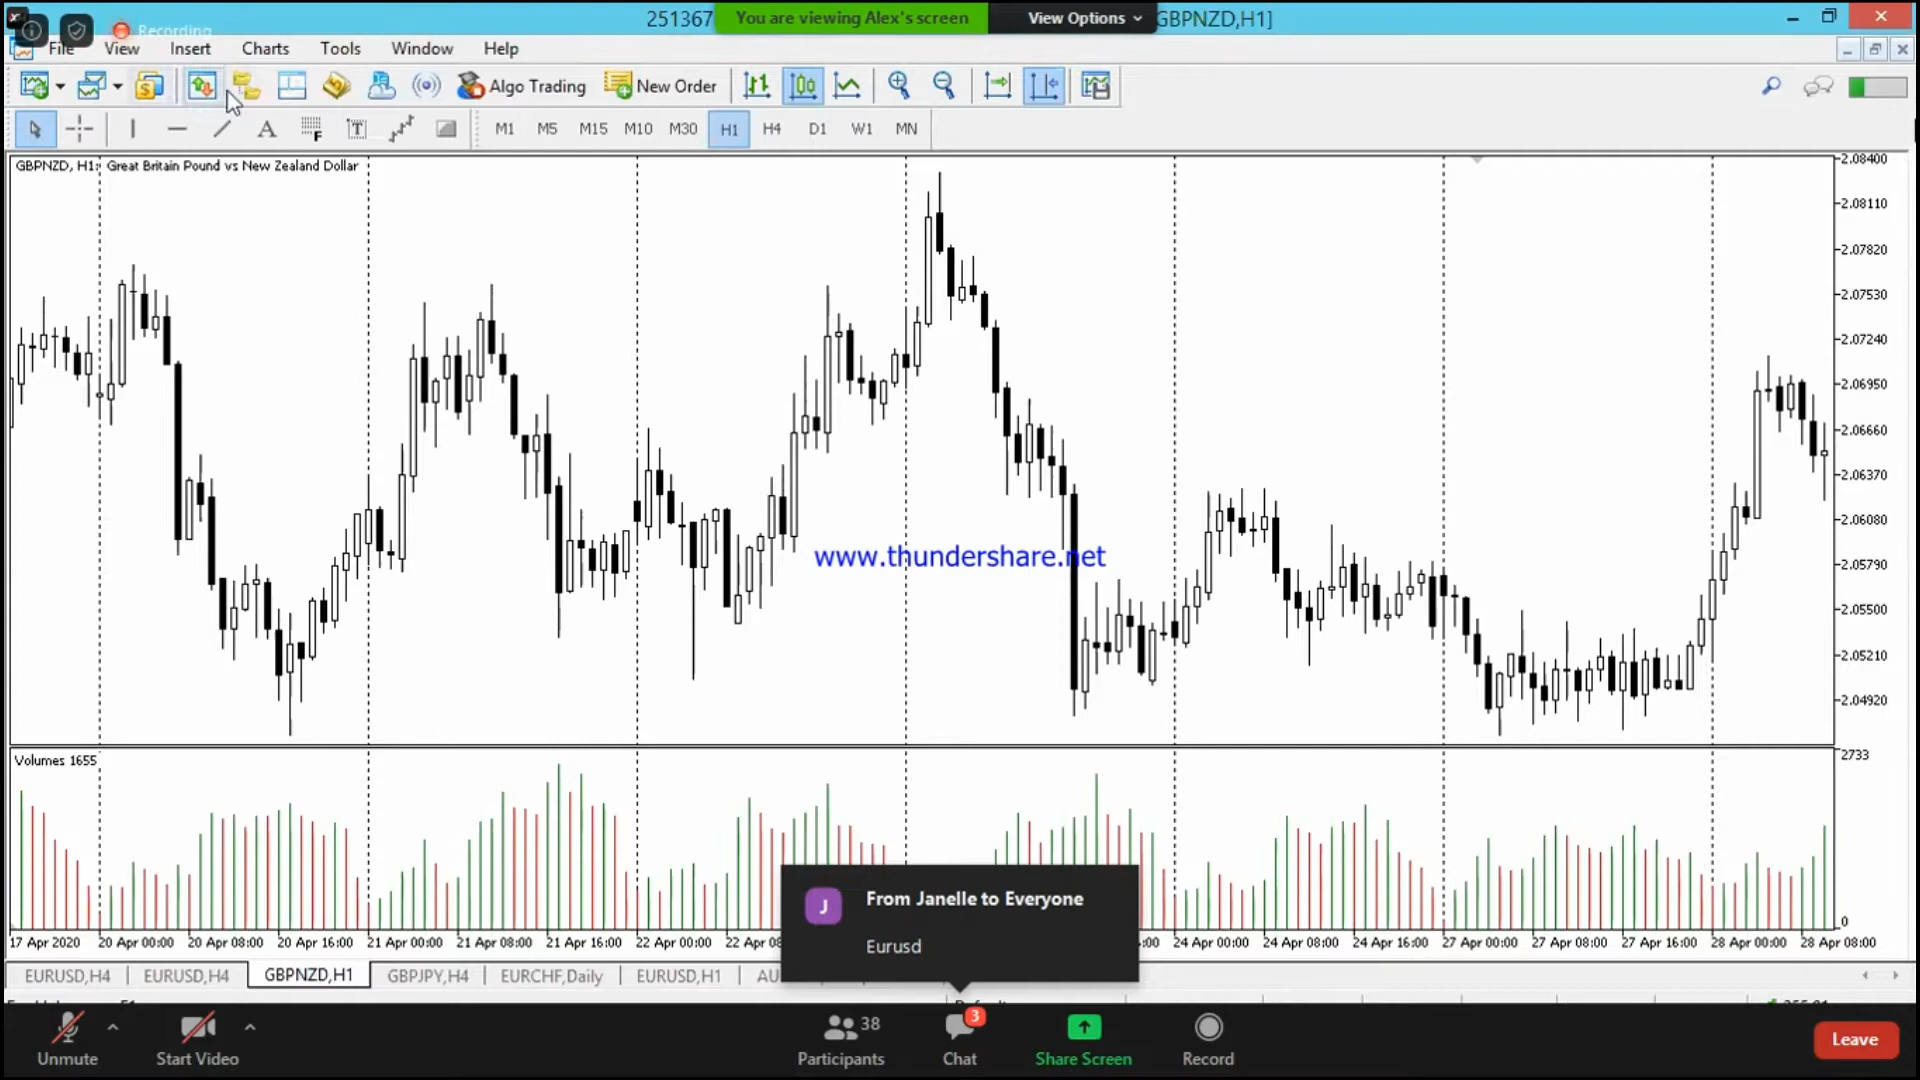 251367
You are viewing Alex's screen
View Options
GBPNZD,H1]
Recording
File View Insert Charts Tools Window Help
Algo Trading New Order
A F T M1 M5 M15 M10 M30 H1 H4 D1 W1 MN
GBPNZD, H1: Great Britain Pound vs New Zealand Dollar
2.08400
2.08110
2.07820
2.07530
2.07240
2.06950
2.06660
2.06370
2.06080
2.05790
2.05500
2.05210
2.04920
www.thundershare.net
Volumes 1655
2733
0
From Janelle to Everyone
J
Eurusd
17 Apr 2020 20 Apr 00:00 20 Apr 08:00 20 Apr 16:00 21 Apr 00:00 21 Apr 08:00 21 Apr 16:00 22 Apr 00:00 22 Apr 24 Apr 00:00 24 Apr 08:00 24 Apr 16:00 27 Apr 00:00 27 Apr 08:00 27 Apr 16:00 28 Apr 00:00 28 Apr 08:00
EURUSD,H4 EURUSD,H4 GBPNZD,H1 GBPJPY,H4 EURCHF,Daily EURUSD,H1 AU
Unmute Start Video 38 Participants 3 Chat Share Screen Record Leave